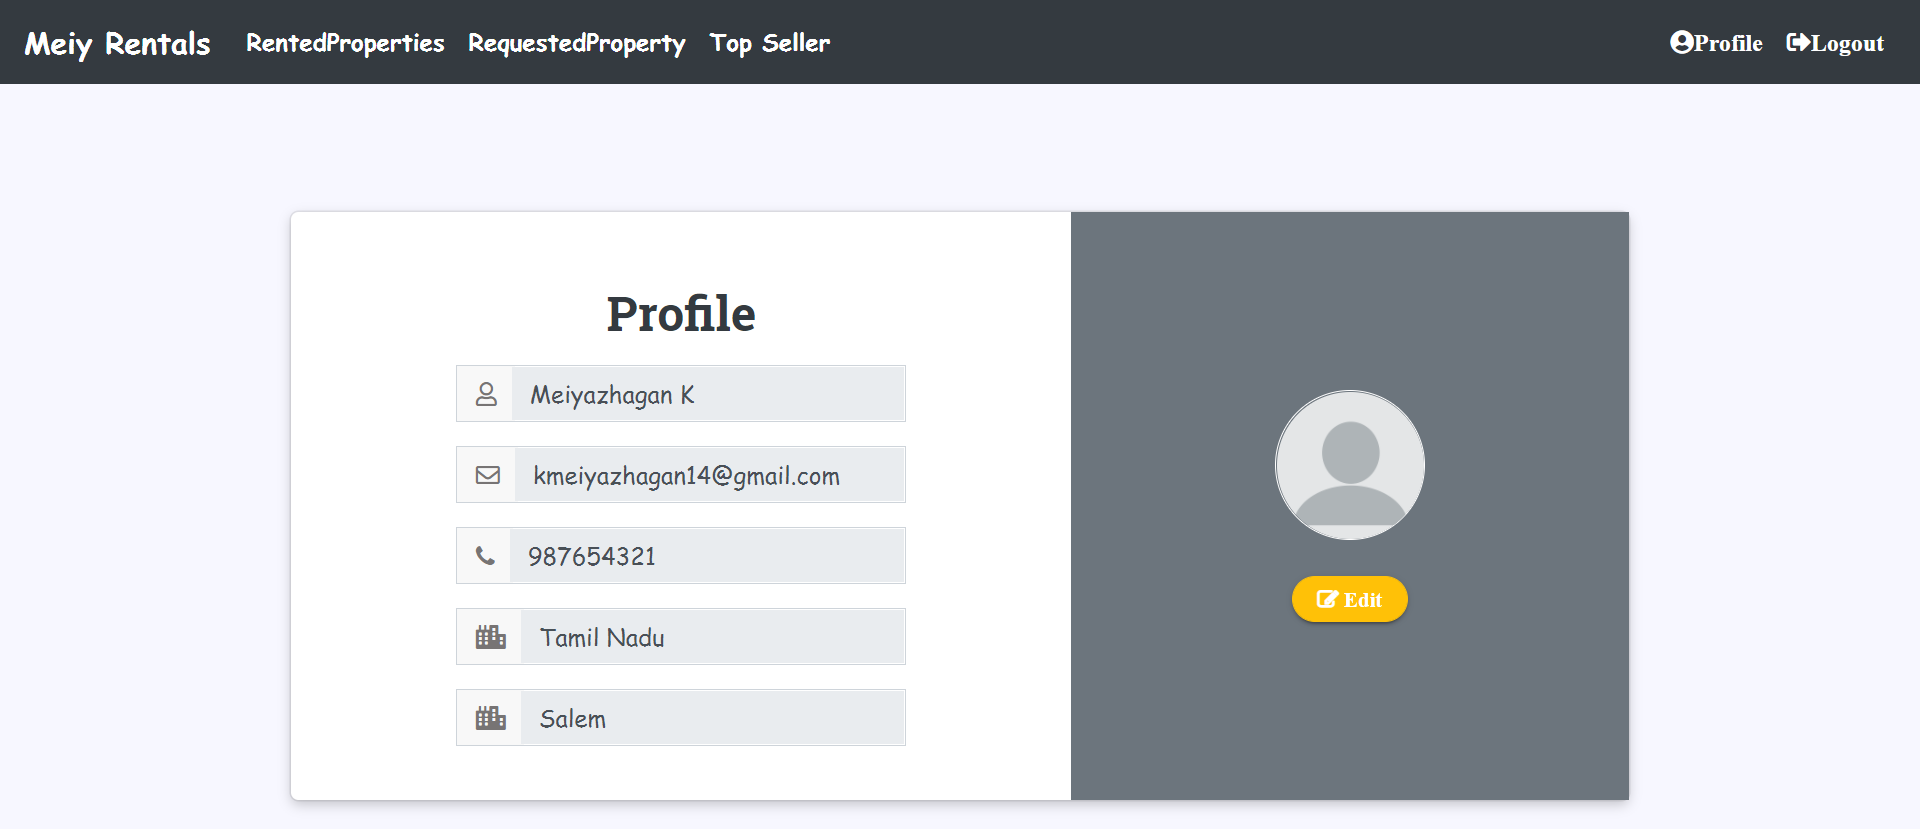 Meiy Rentals RentedProperties RequestedProperty Top Seller Profile Logout
Profile
Meiyazhagan K
kmeiyazhagan14@gmail.com
987654321
Tamil Nadu
Salem
Edit